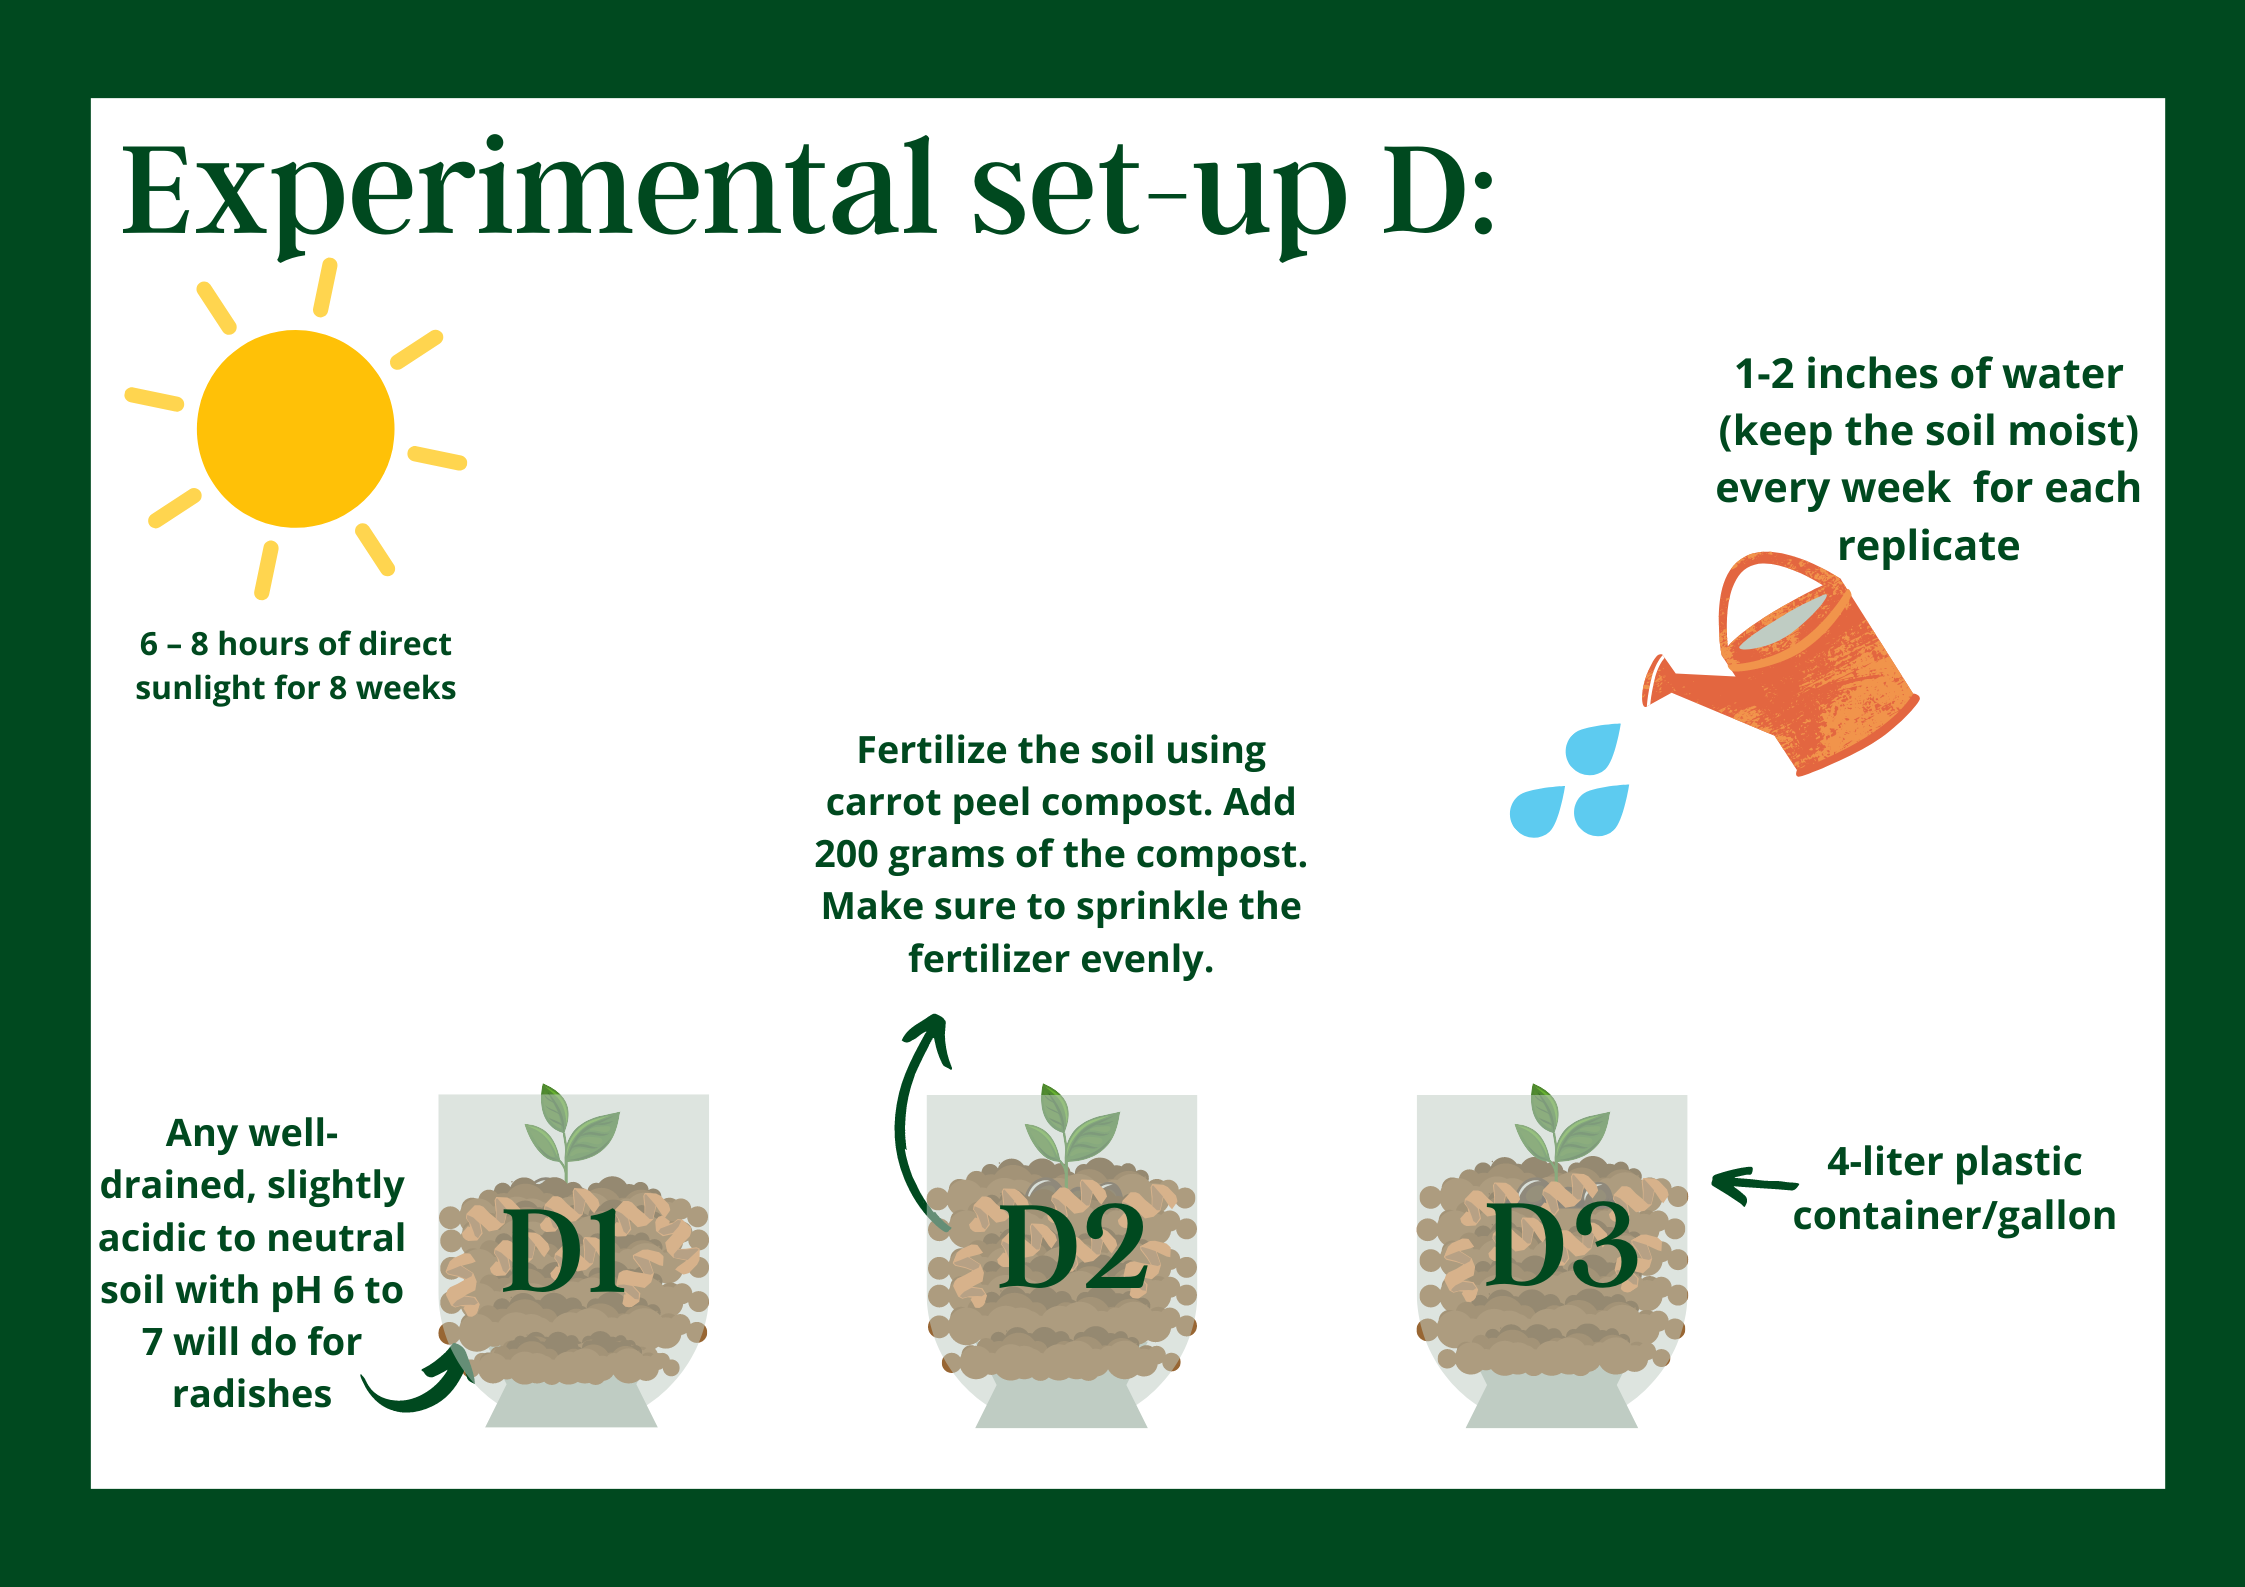 Experimental set-up D:
1-2 inches of water
(keep the soil moist)
every week  for each
replicate
6 – 8 hours of direct
sunlight for 8 weeks
Fertilize the soil using
carrot peel compost. Add
200 grams of the compost.
Make sure to sprinkle the
fertilizer evenly.
Any well-
drained, slightly
acidic to neutral
soil with pH 6 to
7 will do for
radishes
D1
D2
D3
4-liter plastic
container/gallon